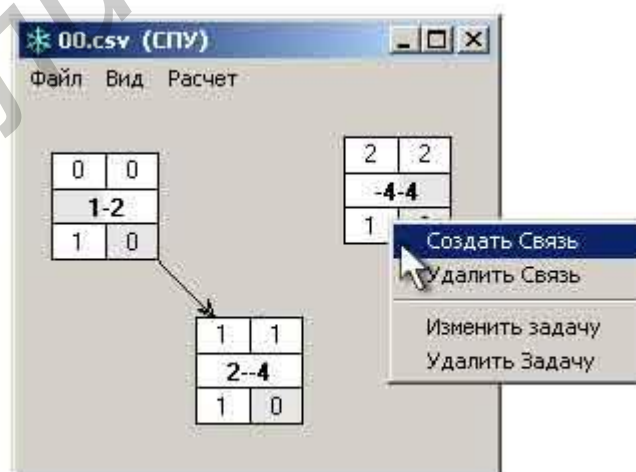 00.csv (СПУ)
Файл Вид Расчет
0 0
1-2
1 0
2 2
-4-4
1
Создать Связь
Удалить Связь
Изменить задачу
Удалить Задачу
1 1
2--4
1 0